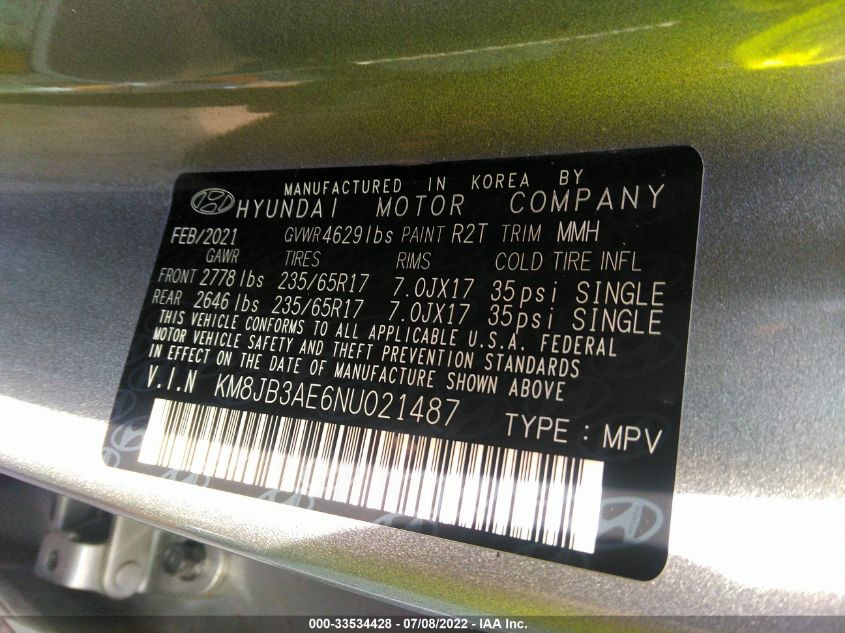 MANUFACTURED IN KOREA BY
HYUNDAI MOTOR COMPANY
FEB/2021 GVWR 4629 lbs PAINT R2T TRIM MMH
GAWR TIRES RIMS COLD TIRE INFL
FRONT 2778 lbs 235/65R17 7.0JX17 35psi SINGLE
REAR 2646 lbs 235/65R17 7.0JX17 35psi SINGLE
THIS VEHICLE CONFORMS TO ALL APPLICABLE U.S.A. FEDERAL
MOTOR VEHICLE SAFETY AND THEFT PREVENTION STANDARDS
IN EFFECT ON THE DATE OF MANUFACTURE SHOWN ABOVE.
V.I.N KM8JB3AE6NU021487
TYPE : MPV
000-33534428 - 07/08/2022 - IAA Inc.